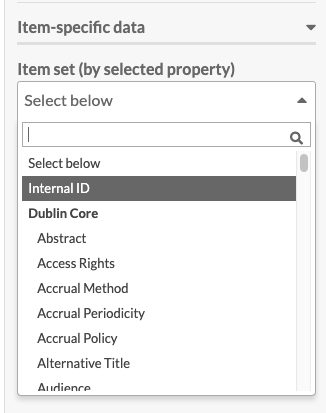 Item-specific data
Item set (by selected property)
Select below
Select below
Internal ID
Dublin Core
Abstract
Access Rights
Accrual Method
Accrual Periodicity
Accrual Policy
Alternative Title
Audience